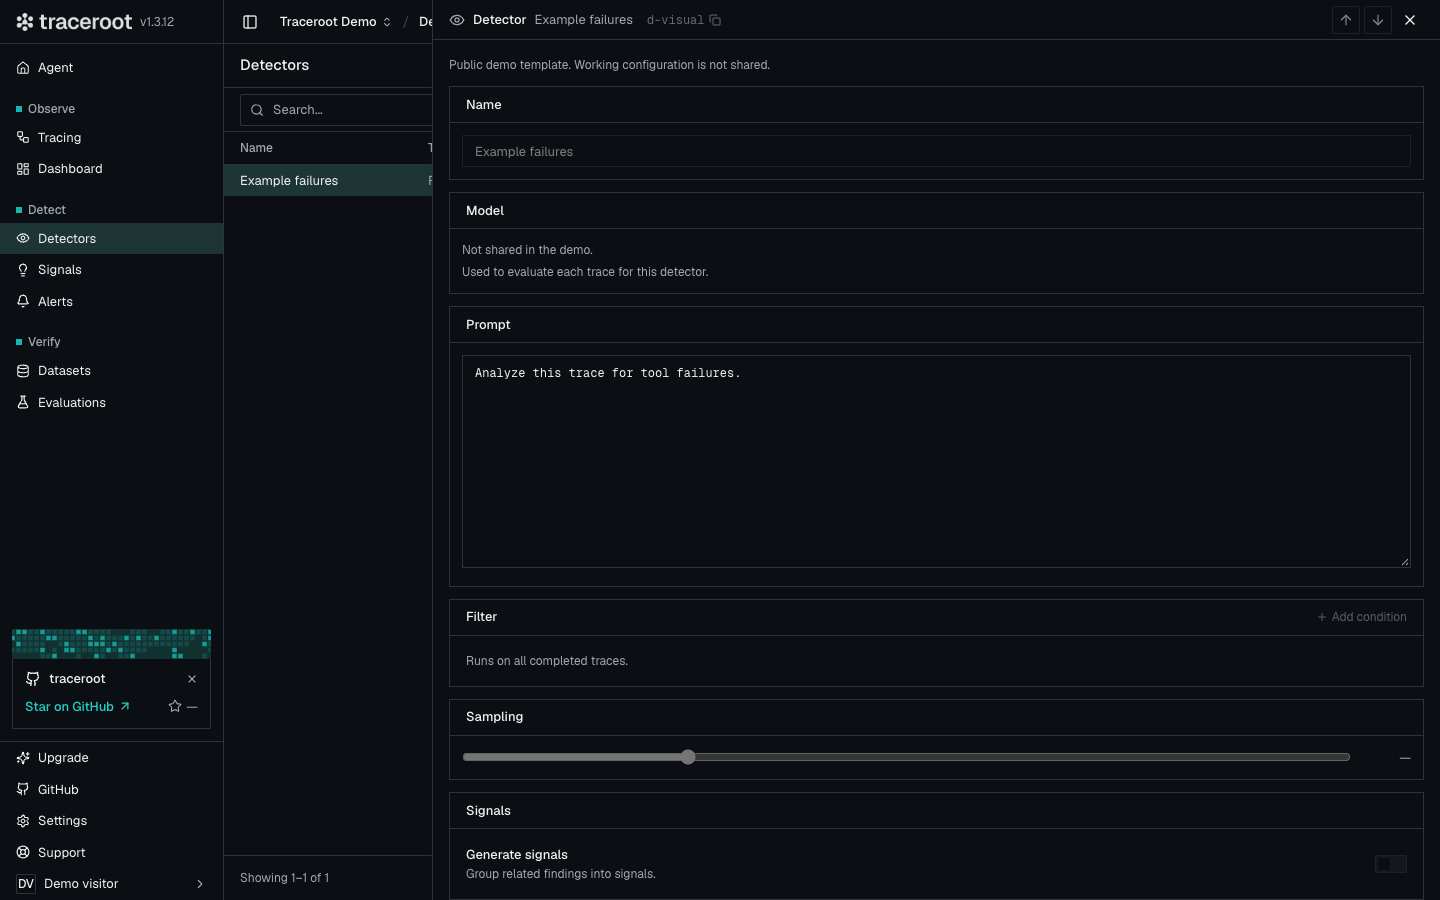 traceroot v1.3.12
Agent
Observe
Tracing
Dashboard
Detect
Detectors
Signals
Alerts
Verify
Datasets
Evaluations
traceroot
Star on GitHub
Upgrade
GitHub
Settings
Support
DV Demo visitor
Traceroot Demo / De
Detectors
Search...
Name
Example failures
Showing 1–1 of 1
Detector Example failures d-visual
Public demo template. Working configuration is not shared.
Name
Example failures
Model
Not shared in the demo.
Used to evaluate each trace for this detector.
Prompt
Analyze this trace for tool failures.
Filter + Add condition
Runs on all completed traces.
Sampling
—
Signals
Generate signals
Group related findings into signals.